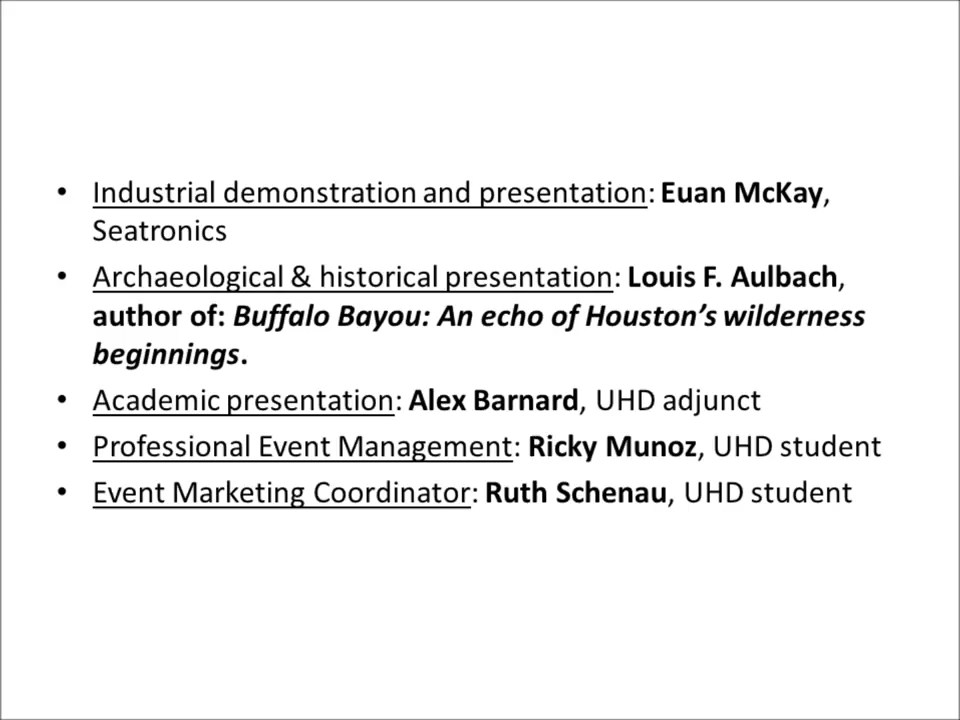 • Industrial demonstration and presentation: Euan McKay,
Seatronics
• Archaeological & historical presentation: Louis F. Aulbach,
author of: Buffalo Bayou: An echo of Houston’s wilderness
beginnings.
• Academic presentation: Alex Barnard, UHD adjunct
• Professional Event Management: Ricky Munoz, UHD student
• Event Marketing Coordinator: Ruth Schenau, UHD student